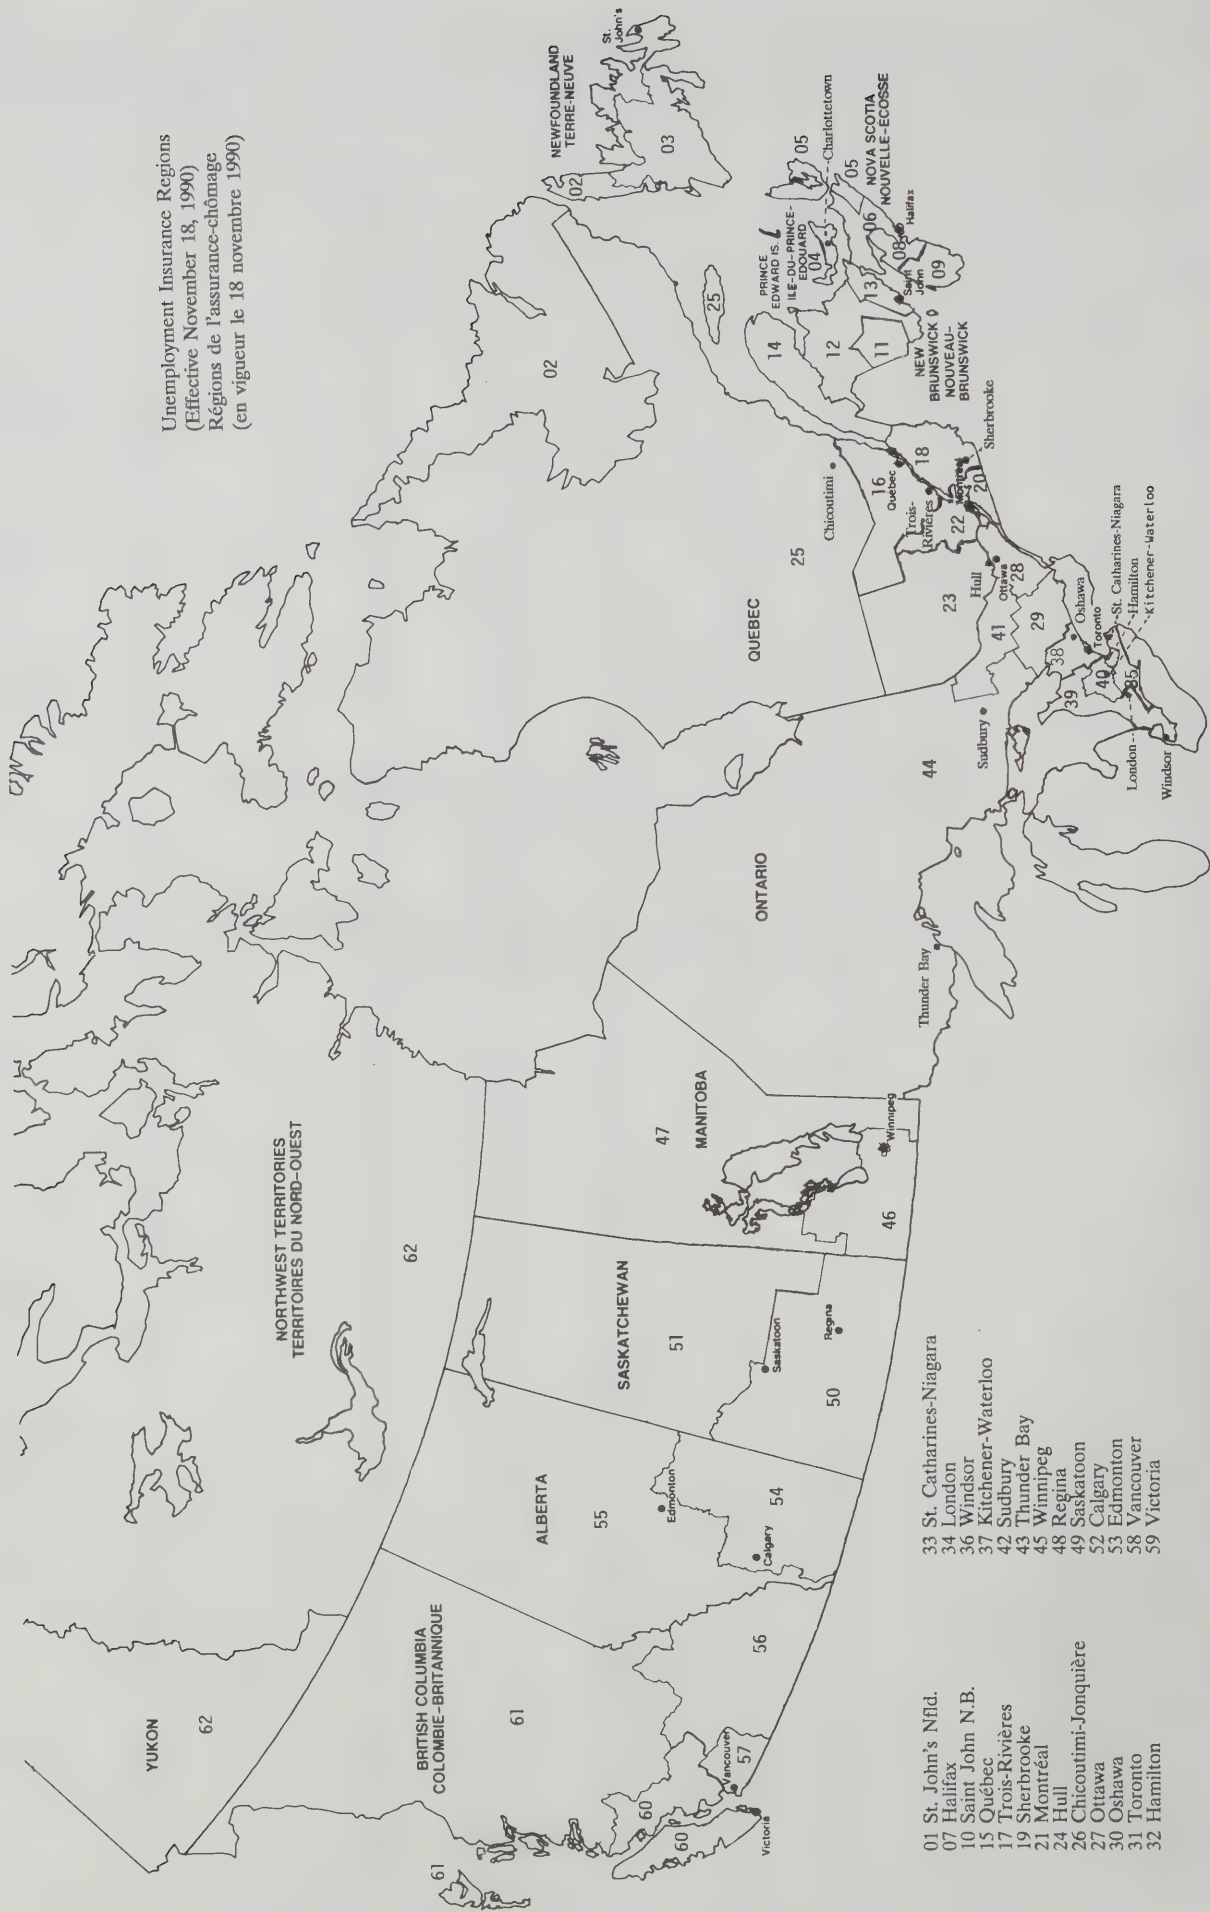 Unemployment Insurance Regions
(Effective November 18, 1990)
Régions de l'assurance-chômage
(en vigueur le 18 novembre 1990)
YUKON
62
NORTHWEST TERRITORIES
TERRITOIRES DU NORD-OUEST
62
BRITISH COLUMBIA
COLOMBIE-BRITANNIQUE
61
61
60
60
Vancouver
57
56
Victoria
ALBERTA
55
Edmonton
54
Calgary
SASKATCHEWAN
51
Saskatoon
Regina
50
47
MANITOBA
46
Winnipeg
ONTARIO
Thunder Bay
44
Sudbury
41
Ottawa
28
29
38
Oshawa
Toronto
39
40
35
St. Catharines-Niagara
Hamilton
Kitchener-Waterloo
London
Windsor
QUEBEC
25
25
23
Hull
22
Montréal
20
Trois-
Rivières
16
Québec
18
Chicoutimi
Sherbrooke
14
NEWFOUNDLAND
TERRE-NEUVE
02
02
03
St.
John's
PRINCE
EDWARD IS.
ILE-DU-PRINCE-
EDOUARD
04
Charlottetown
05
05
NOVA SCOTIA
NOUVELLE-ÉCOSSE
06
Halifax
08
09
Saint
John
13
12
11
NEW
BRUNSWICK
NOUVEAU-
BRUNSWICK
01 St. John's Nfld.
07 Halifax
10 Saint John N.B.
15 Québec
17 Trois-Rivières
19 Sherbrooke
21 Montréal
24 Hull
26 Chicoutimi-Jonquière
27 Ottawa
30 Oshawa
31 Toronto
32 Hamilton
33 St. Catharines-Niagara
34 London
36 Windsor
37 Kitchener-Waterloo
42 Sudbury
43 Thunder Bay
45 Winnipeg
48 Regina
49 Saskatoon
52 Calgary
53 Edmonton
58 Vancouver
59 Victoria